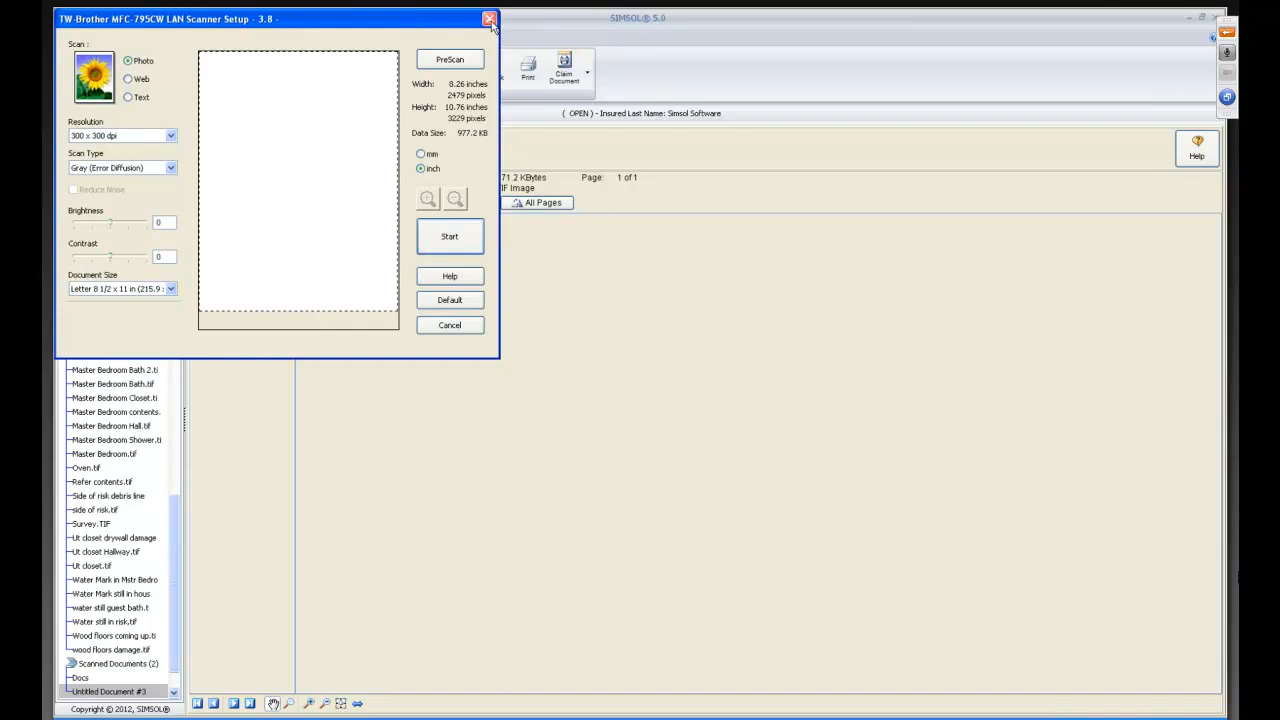 TW-Brother MFC-795CW LAN Scanner Setup - 3.8 -
SIMSOL® 5.0
Scan :
Photo
Web
Text
PreScan
Width: 8.26 inches
2479 pixels
Height: 10.76 inches
3229 pixels
Data Size: 977.2 KB
mm
inch
Resolution
300 x 300 dpi
Scan Type
Gray (Error Diffusion)
Reduce Noise
Brightness
0
Contrast
0
Document Size
Letter 8 1/2 x 11 in (215.9 :
Start
Help
Default
Cancel
Print
Claim
Document
( OPEN ) - Insured Last Name: Simsol Software
Help
71.2 KBytes Page: 1 of 1
IF Image
All Pages
Master Bedroom Bath 2.ti
Master Bedroom Bath.tif
Master Bedroom Closet.ti
Master Bedroom contents.
Master Bedroom Hall.tif
Master Bedroom Shower.ti
Master Bedroom.tif
Oven.tif
Refer contents.tif
Side of risk debris line
side of risk.tif
Survey.TIF
Ut closet drywall damage
Ut closet Hallway.tif
Ut closet.tif
Water Mark in Mstr Bedro
Water Mark still in hous
water still guest bath.t
Water still in risk.tif
Wood floors coming up.ti
wood floors damage.tif
Scanned Documents (2)
Docs
Untitled Document #3
Copyright © 2012, SIMSOL®